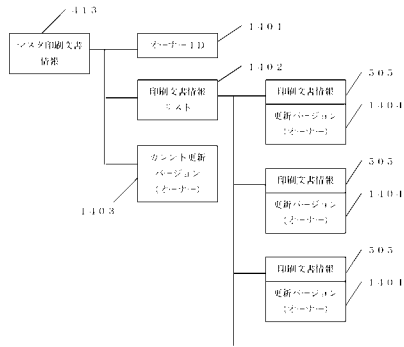 413
マスタ印刷文書
情報
1401
オーナーID
1402
印刷文書情報
リスト
カレント更新
バージョン
(オーナー)
1403
505
印刷文書情報
更新バージョン
(オーナー)
1404
505
印刷文書情報
更新バージョン
(オーナー)
1404
505
印刷文書情報
更新バージョン
(オーナー)
1404